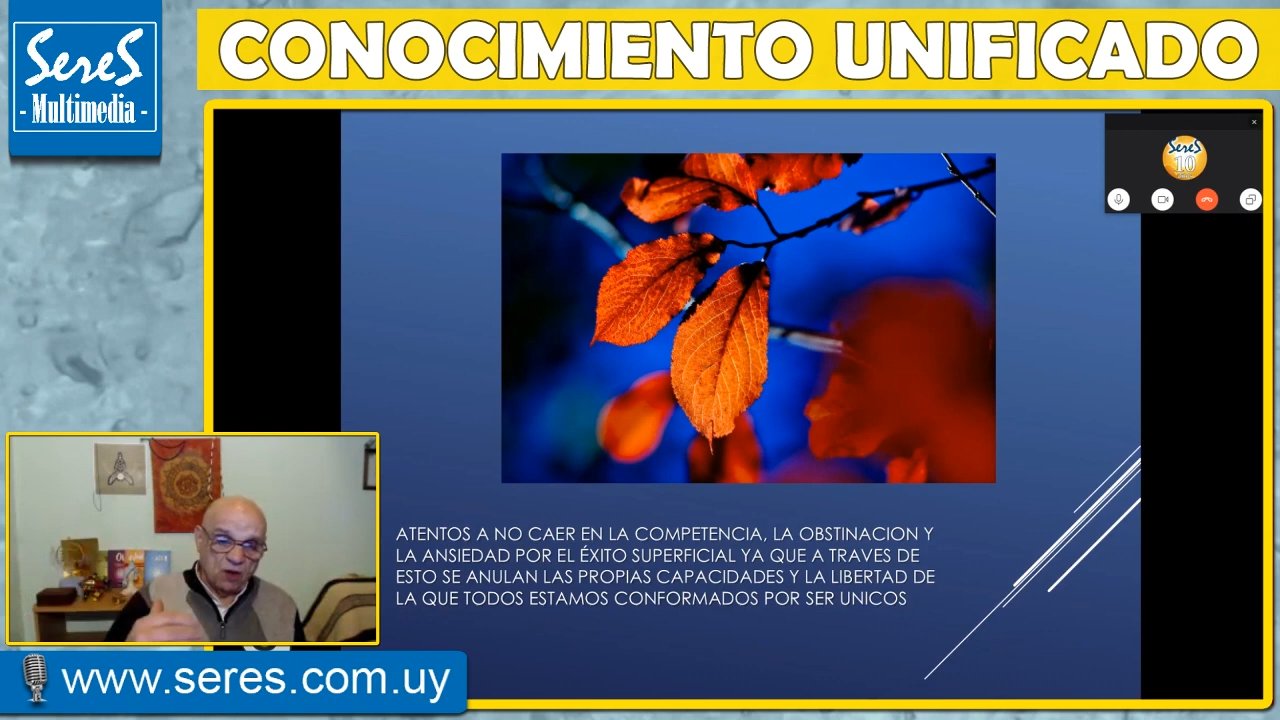 SereS
- Multimedia -
CONOCIMIENTO UNIFICADO
SereS
10
ATENTOS A NO CAER EN LA COMPETENCIA, LA OBSTINACION Y
LA ANSIEDAD POR EL ÉXITO SUPERFICIAL YA QUE A TRAVES DE
ESTO SE ANULAN LAS PROPIAS CAPACIDADES Y LA LIBERTAD DE
LA QUE TODOS ESTAMOS CONFORMADOS POR SER UNICOS
www.seres.com.uy